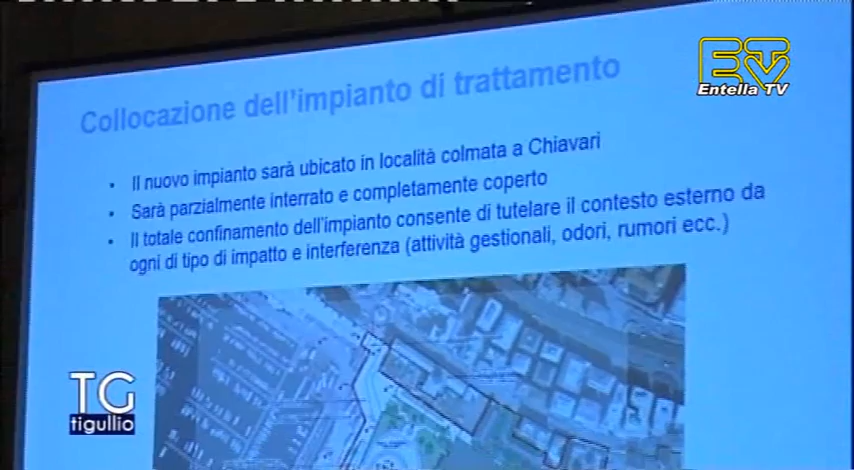 ETV
Entella TV
Collocazione dell'impianto di trattamento
• Il nuovo impianto sarà ubicato in località colmata a Chiavari
• Sarà parzialmente interrato e completamente coperto
• Il totale confinamento dell'impianto consente di tutelare il contesto esterno da
ogni di tipo di impatto e interferenza (attività gestionali, odori, rumori ecc.)
TG
tigullio